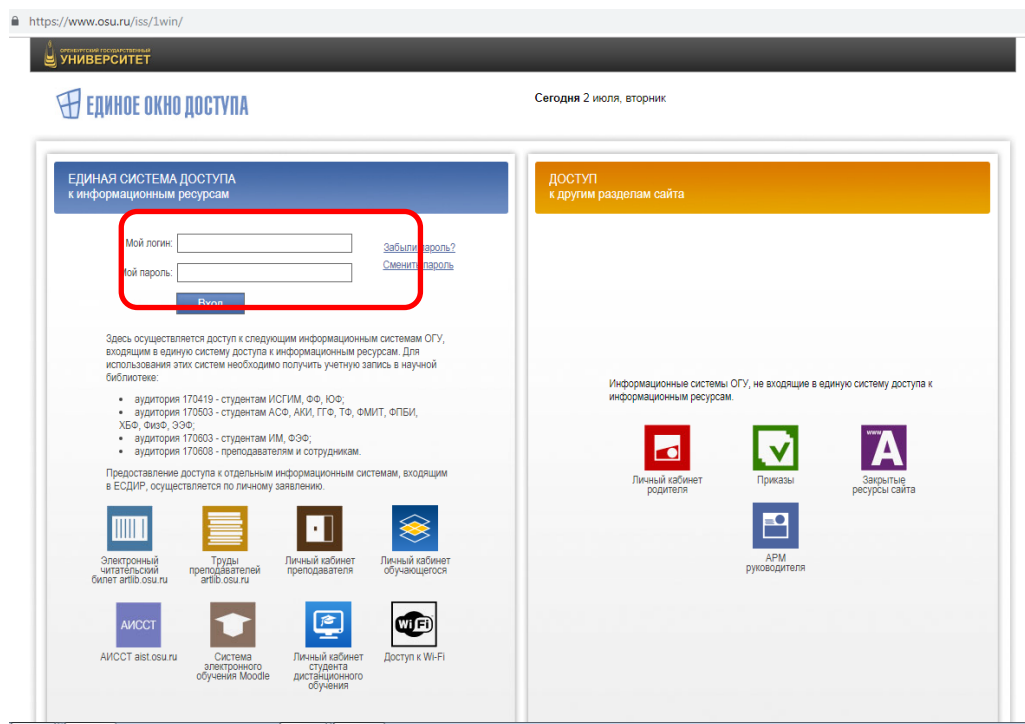 https://www.osu.ru/iss/1win/
ОРЕНБУРГСКИЙ ГОСУДАРСТВЕННЫЙ
УНИВЕРСИТЕТ
ЕДИНОЕ ОКНО ДОСТУПА
Сегодня 2 июля, вторник
ЕДИНАЯ СИСТЕМА ДОСТУПА
к информационным ресурсам
Мой логин:
Забыли пароль?
Мой пароль:
Сменить пароль
Вход
Здесь осуществляется доступ к следующим информационным системам ОГУ,
входящим в единую систему доступа к информационным ресурсам. Для
использования этих систем необходимо получить учетную запись в научной
библиотеке:
• аудитория 170419 - студентам ИСГИМ, ФФ, ЮФ;
• аудитория 170503 - студентам АСФ, АКИ, ГГФ, ТФ, ФМИТ, ФПБИ,
ХБФ, ФизФ, ЭЭФ;
• аудитория 170603 - студентам ИМ, ФЭФ;
• аудитория 170608 - преподавателям и сотрудникам.
Предоставление доступа к отдельным информационным системам, входящим
в ЕСДИР, осуществляется по личному заявлению.
Электронный
читательский
билет artlib.osu.ru
Труды
преподавателей
artlib.osu.ru
Личный кабинет
преподавателя
Личный кабинет
обучающегося
АИССТ
АИССТ aist.osu.ru
Система
электронного
обучения Moodle
Личный кабинет
студента
дистанционного
обучения
Wi Fi
Доступ к Wi-Fi
ДОСТУП
к другим разделам сайта
Информационные системы ОГУ, не входящие в единую систему доступа к
информационным ресурсам.
Личный кабинет
родителя
Приказы
www
A
Закрытые
ресурсы сайта
АРМ
руководителя